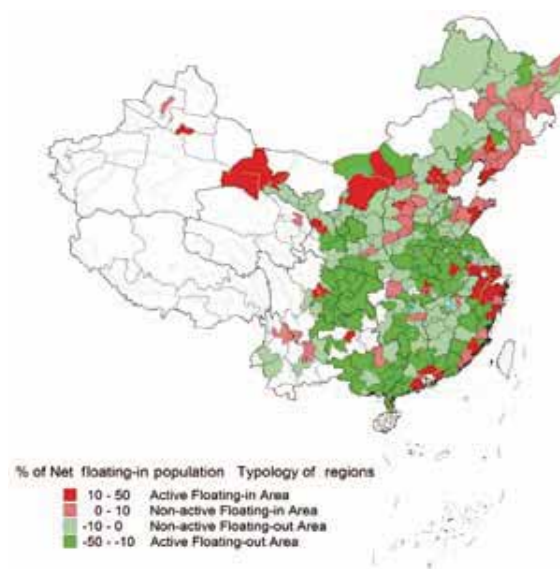 % of Net floating-in population Typology of regions
10 - 50 Active Floating-in Area
0 - 10 Non-active Floating-in Area
-10 - 0 Non-active Floating-out Area
-50 - -10 Active Floating-out Area